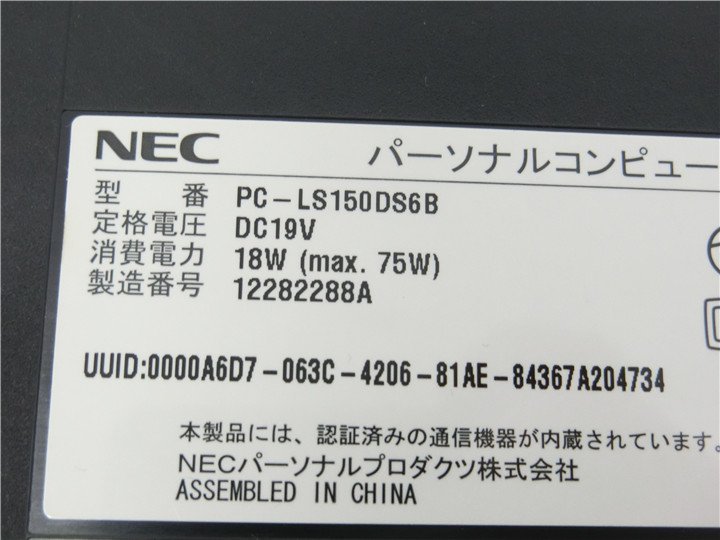 NEC パーソナルコンピュー
型 番 PC-LS150DS6B
定格電圧 DC19V
消費電力 18W (max. 75W)
製造番号 12282288A
UUID:0000A6D7-063C-4206-81AE-84367A204734
本製品には、認証済みの通信機器が内蔵されています。
NECパーソナルプロダクツ株式会社
ASSEMBLED IN CHINA